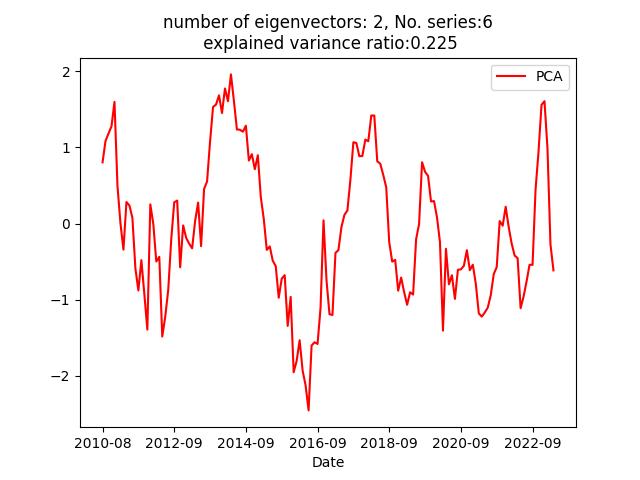 number of eigenvectors: 2, No. series:6
explained variance ratio:0.225
PCA
2
1
0
−1
−2
2010-08 2012-09 2014-09 2016-09 2018-09 2020-09 2022-09
Date